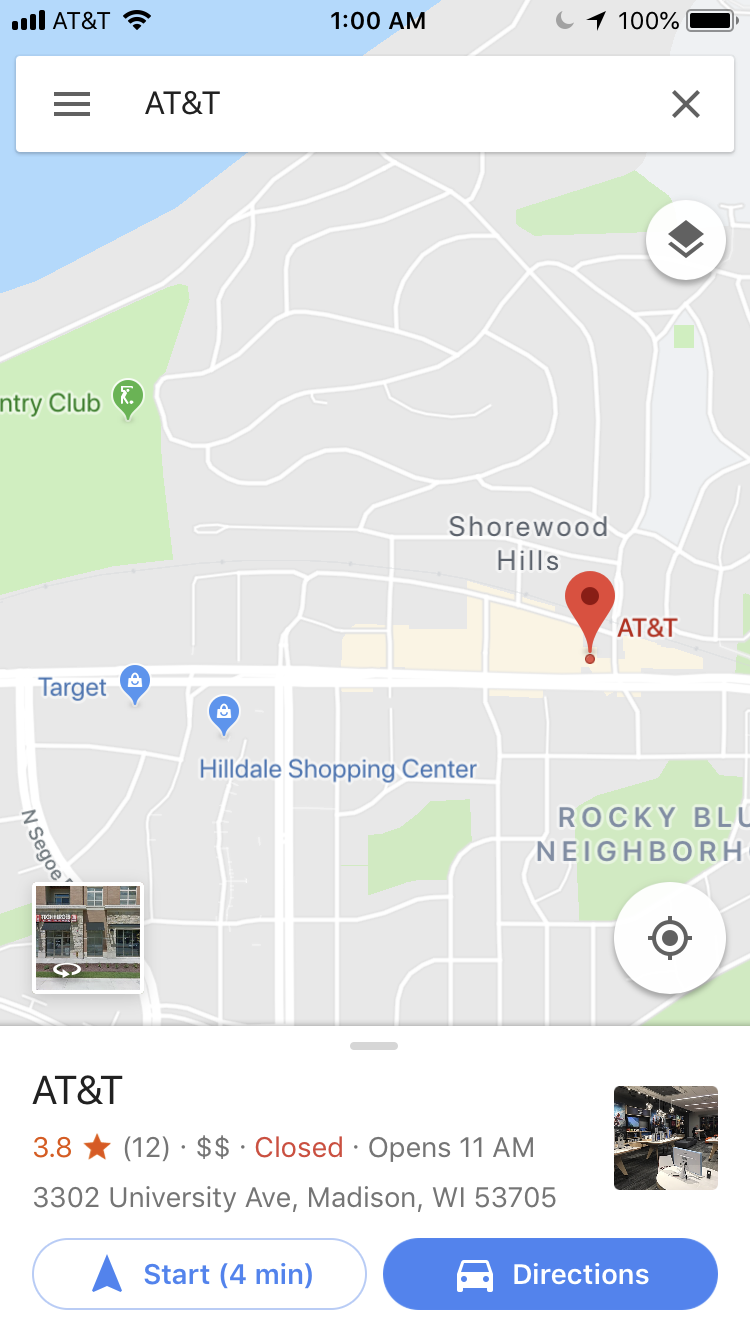 AT&T 1:00 AM 100%
AT&T
ntry Club
Shorewood
Hills
AT&T
Target
Hilldale Shopping Center
ROCKY BLU
NEIGHBORH
N Segoe
AT&T
3.8 ★ (12) · $$ · Closed · Opens 11 AM
3302 University Ave, Madison, WI 53705
Start (4 min)
Directions